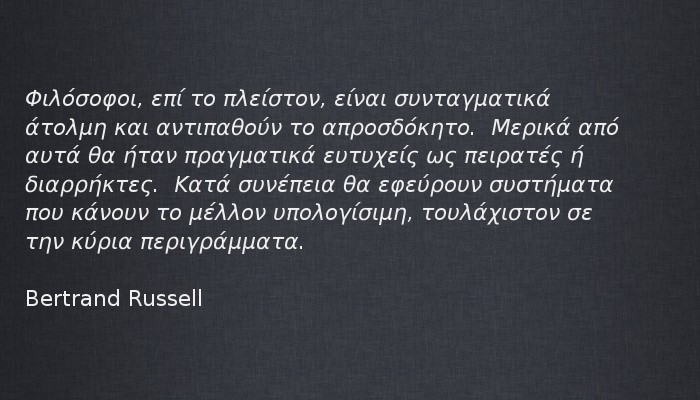 Φιλόσοφοι, επί το πλείστον, είναι συνταγματικά
άτολμη και αντιπαθούν το απροσδόκητο.  Μερικά από
αυτά θα ήταν πραγματικά ευτυχείς ως πειρατές ή
διαρρήκτες.  Κατά συνέπεια θα εφεύρουν συστήματα
που κάνουν το μέλλον υπολογίσιμη, τουλάχιστον σε
την κύρια περιγράμματα.
Bertrand Russell